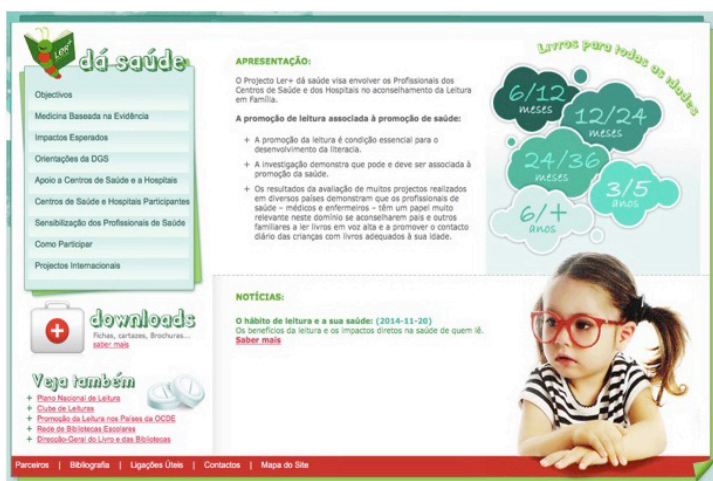 LER+
dá saúde
Objectivos
Medicina Baseada na Evidência
Impactos Esperados
Orientações da DGS
Apoio a Centros de Saúde e a Hospitais
Centros de Saúde e Hospitais Participantes
Sensibilização dos Profissionais de Saúde
Como Participar
Projectos Internacionais
downloads
Fichas, cartazes, Brochuras...
saber mais
Veja também
+ Plano Nacional de Leitura
+ Clube de Leituras
+ Promoção da Leitura nos Países da OCDE
+ Rede de Bibliotecas Escolares
+ Direcção-Geral do Livro e das Bibliotecas
APRESENTAÇÃO:
O Projecto Ler+ dá saúde visa envolver os Profissionais dos
Centros de Saúde e dos Hospitais no aconselhamento da Leitura
em Família.
A promoção de leitura associada à promoção de saúde:
+ A promoção da leitura é condição essencial para o
desenvolvimento da literacia.
+ A investigação demonstra que pode e deve ser associada à
promoção da saúde.
+ Os resultados da avaliação de muitos projectos realizados
em diversos países demonstram que os profissionais de
saúde – médicos e enfermeiros – têm um papel muito
relevante neste domínio se aconselharem pais e outros
familiares a ler livros em voz alta e a promover o contacto
diário das crianças com livros adequados à sua idade.
Livros para todas as idades
6/12
meses
12/24
meses
24/36
meses
3/5
anos
6/+
anos
NOTÍCIAS:
O hábito de leitura e a sua saúde: (2014-11-20)
Os benefícios da leitura e os impactos diretos na saúde de quem lê.
Saber mais
Parceiros | Bibliografia | Ligações Úteis | Contactos | Mapa do Site